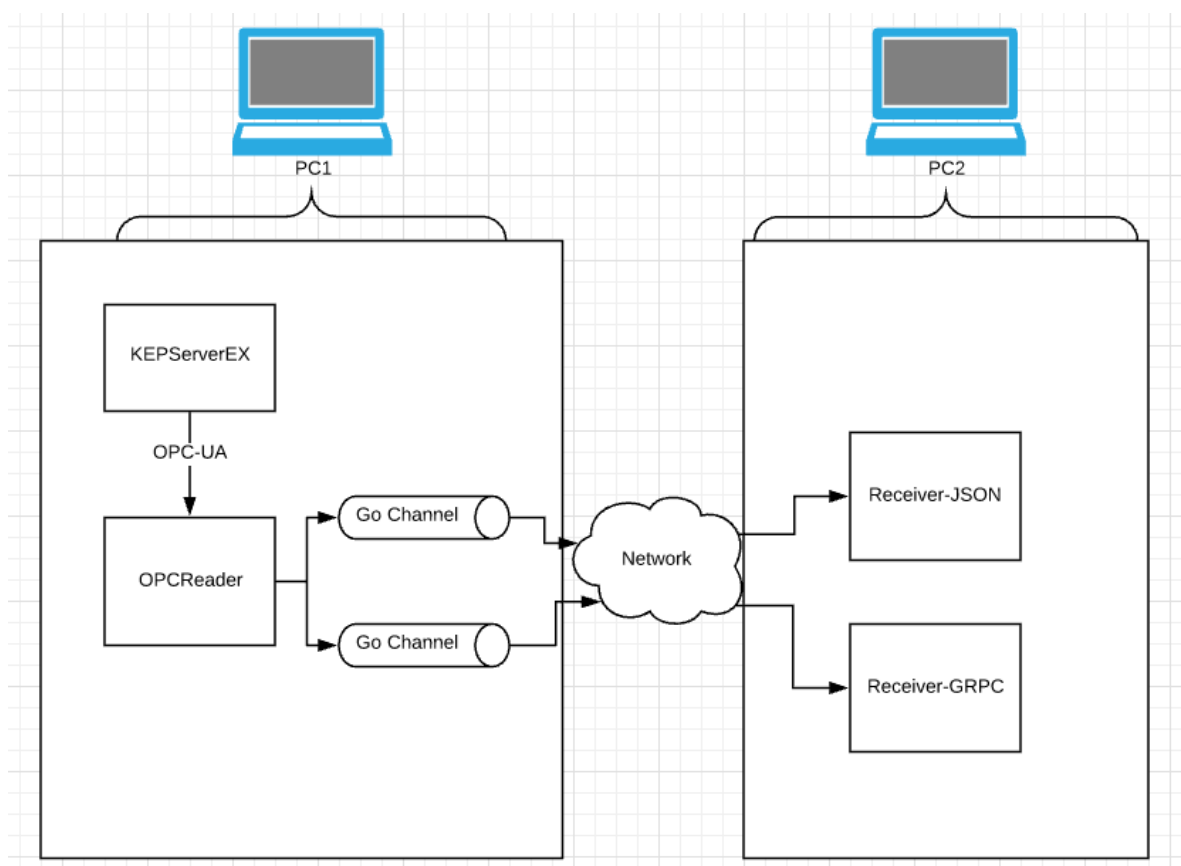 PC1
PC2
KEPServerEX
OPC-UA
OPCReader
Go Channel
Go Channel
Network
Receiver-JSON
Receiver-GRPC